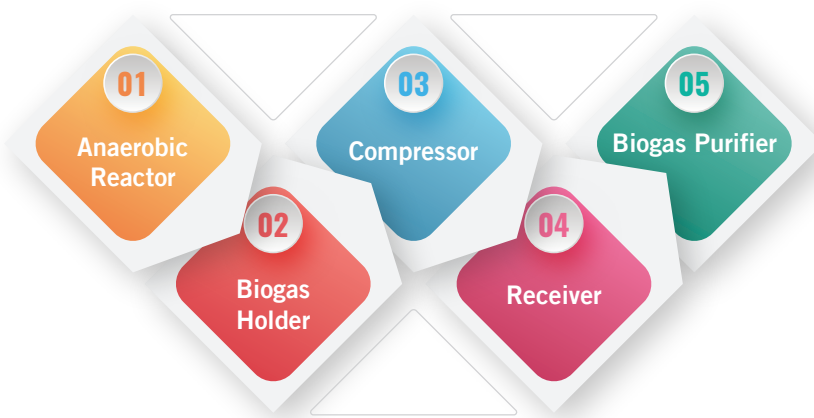 01
Anaerobic
Reactor
02
Biogas
Holder
03
Compressor
04
Receiver
05
Biogas Purifier